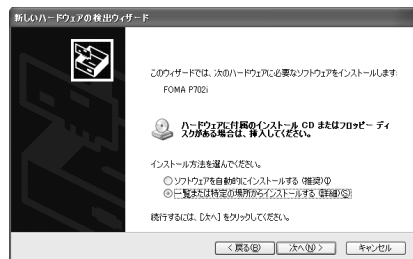 新しいハードウェアの検出ウィザード
このウィザードでは、次のハードウェアに必要なソフトウェアをインストールします:
FOMA P702i
ハードウェアに付属のインストール CD またはフロッピー ディ
スクがある場合は、挿入してください。
インストール方法を選んでください。
ソフトウェアを自動的にインストールする (推奨)(I)
一覧または特定の場所からインストールする (詳細)(S)
続行するには、[次へ] をクリックしてください。
< 戻る(B)
次へ(N) >
キャンセル